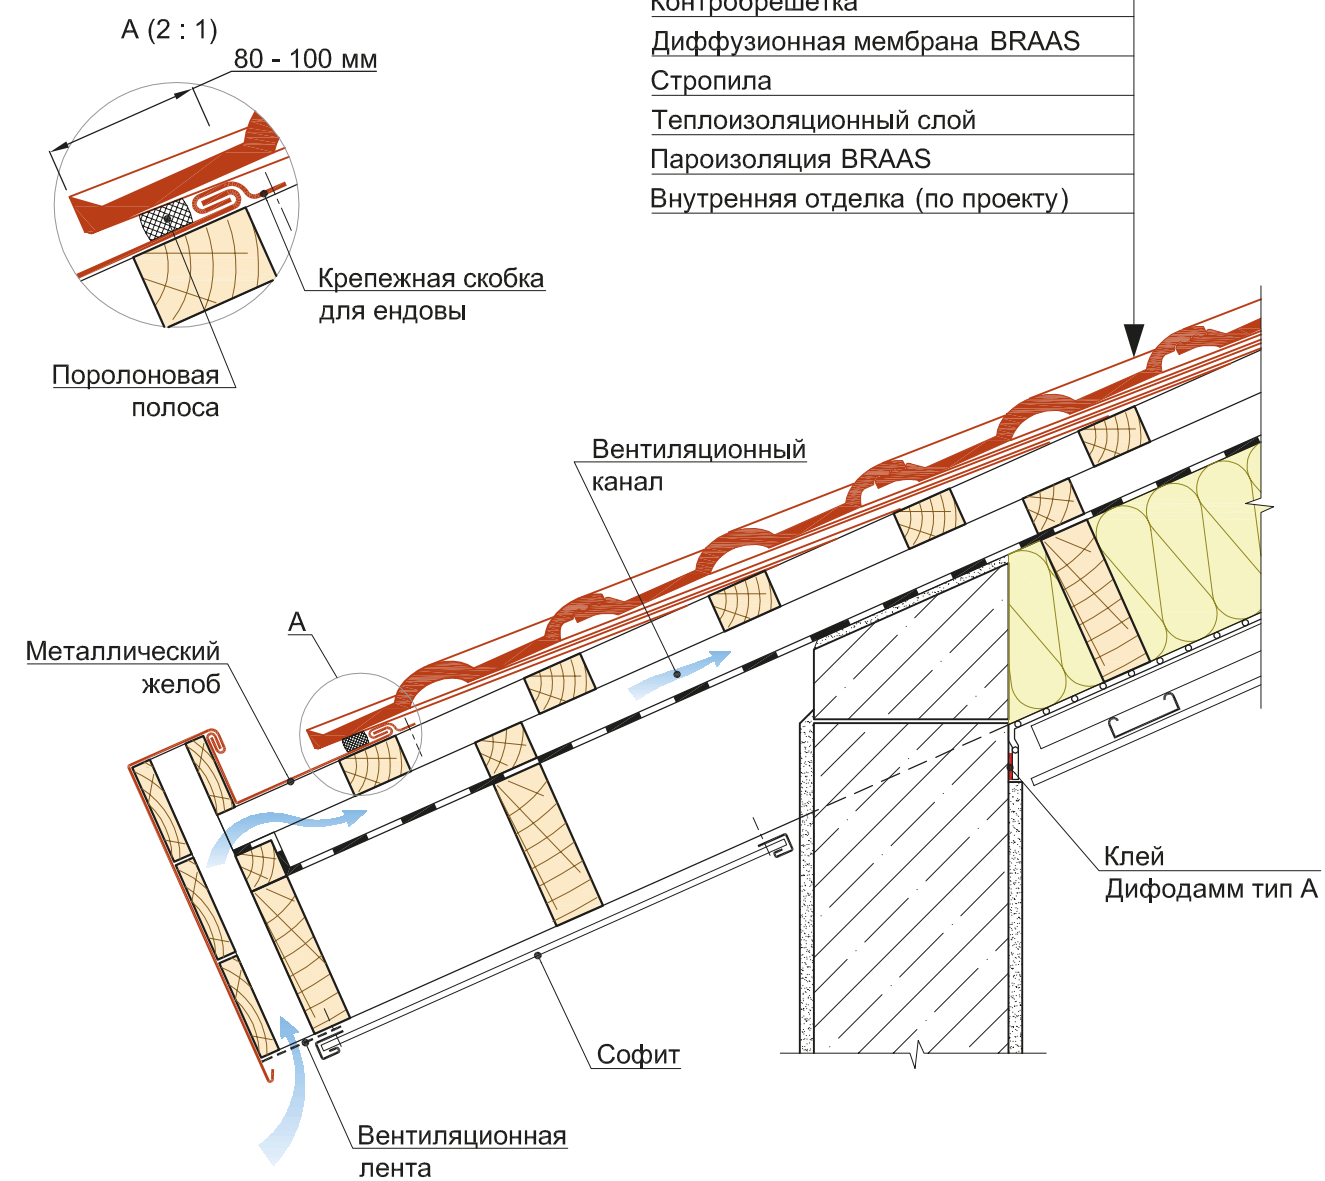 А (2 : 1)
80 - 100 мм
Крепежная скобка
для ендовы
Поролоновая
полоса
Контробрешетка
Диффузионная мембрана BRAAS
Стропила
Теплоизоляционный слой
Пароизоляция BRAAS
Внутренняя отделка (по проекту)
Вентиляционный
канал
А
Металлический
желоб
Клей
Дифодамм тип А
Софит
Вентиляционная
лента